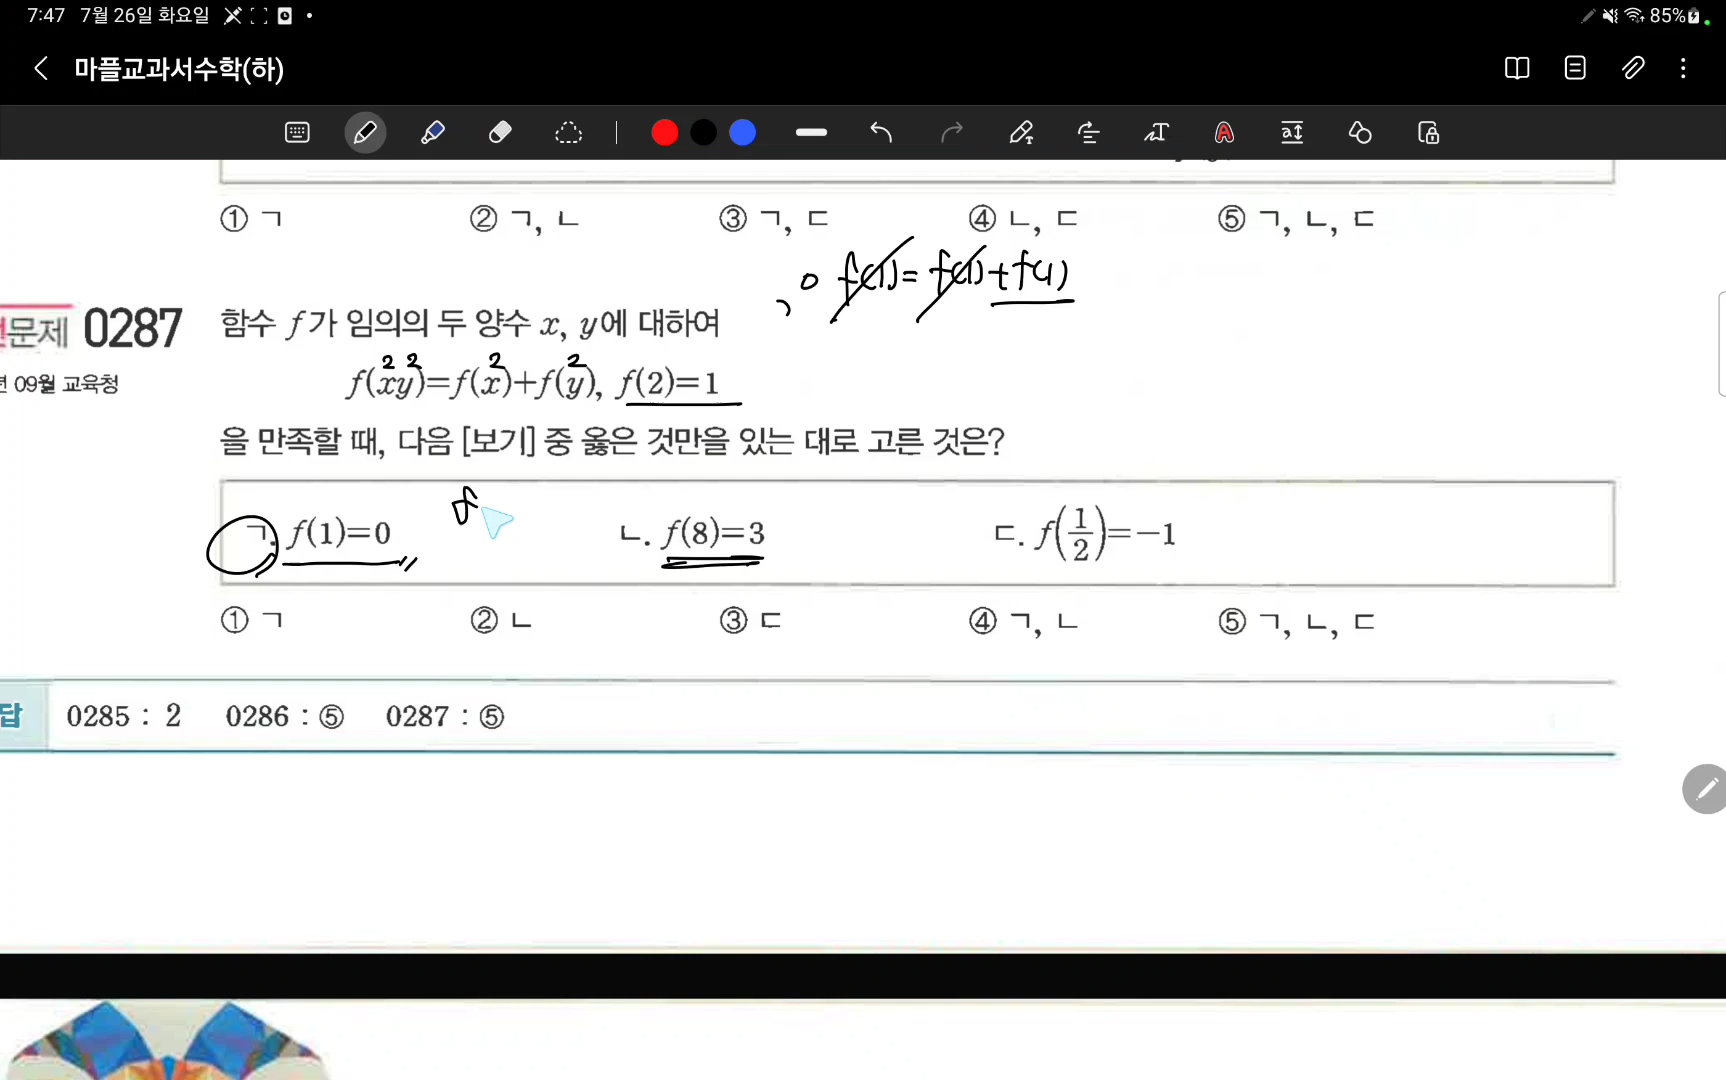 7:47 7월 26일 화요일
85%
마플교과서수학(하)
① ㄱ ② ㄱ, ㄴ ③ ㄱ, ㄷ ④ ㄴ, ㄷ ⑤ ㄱ, ㄴ, ㄷ
f(1)=f(1)+f(1)
문제 0287 함수 f가 임의의 두 양수 x, y에 대하여
2 2 2 2
09월 교육청 f(xy)=f(x)+f(y), f(2)=1
을 만족할 때, 다음 [보기] 중 옳은 것만을 있는 대로 고른 것은?
f
ㄱ. f(1)=0 ㄴ. f(8)=3 ㄷ. f(1/2)=-1
① ㄱ ② ㄴ ③ ㄷ ④ ㄱ, ㄴ ⑤ ㄱ, ㄴ, ㄷ
답 0285 : 2 0286 : ⑤ 0287 : ⑤